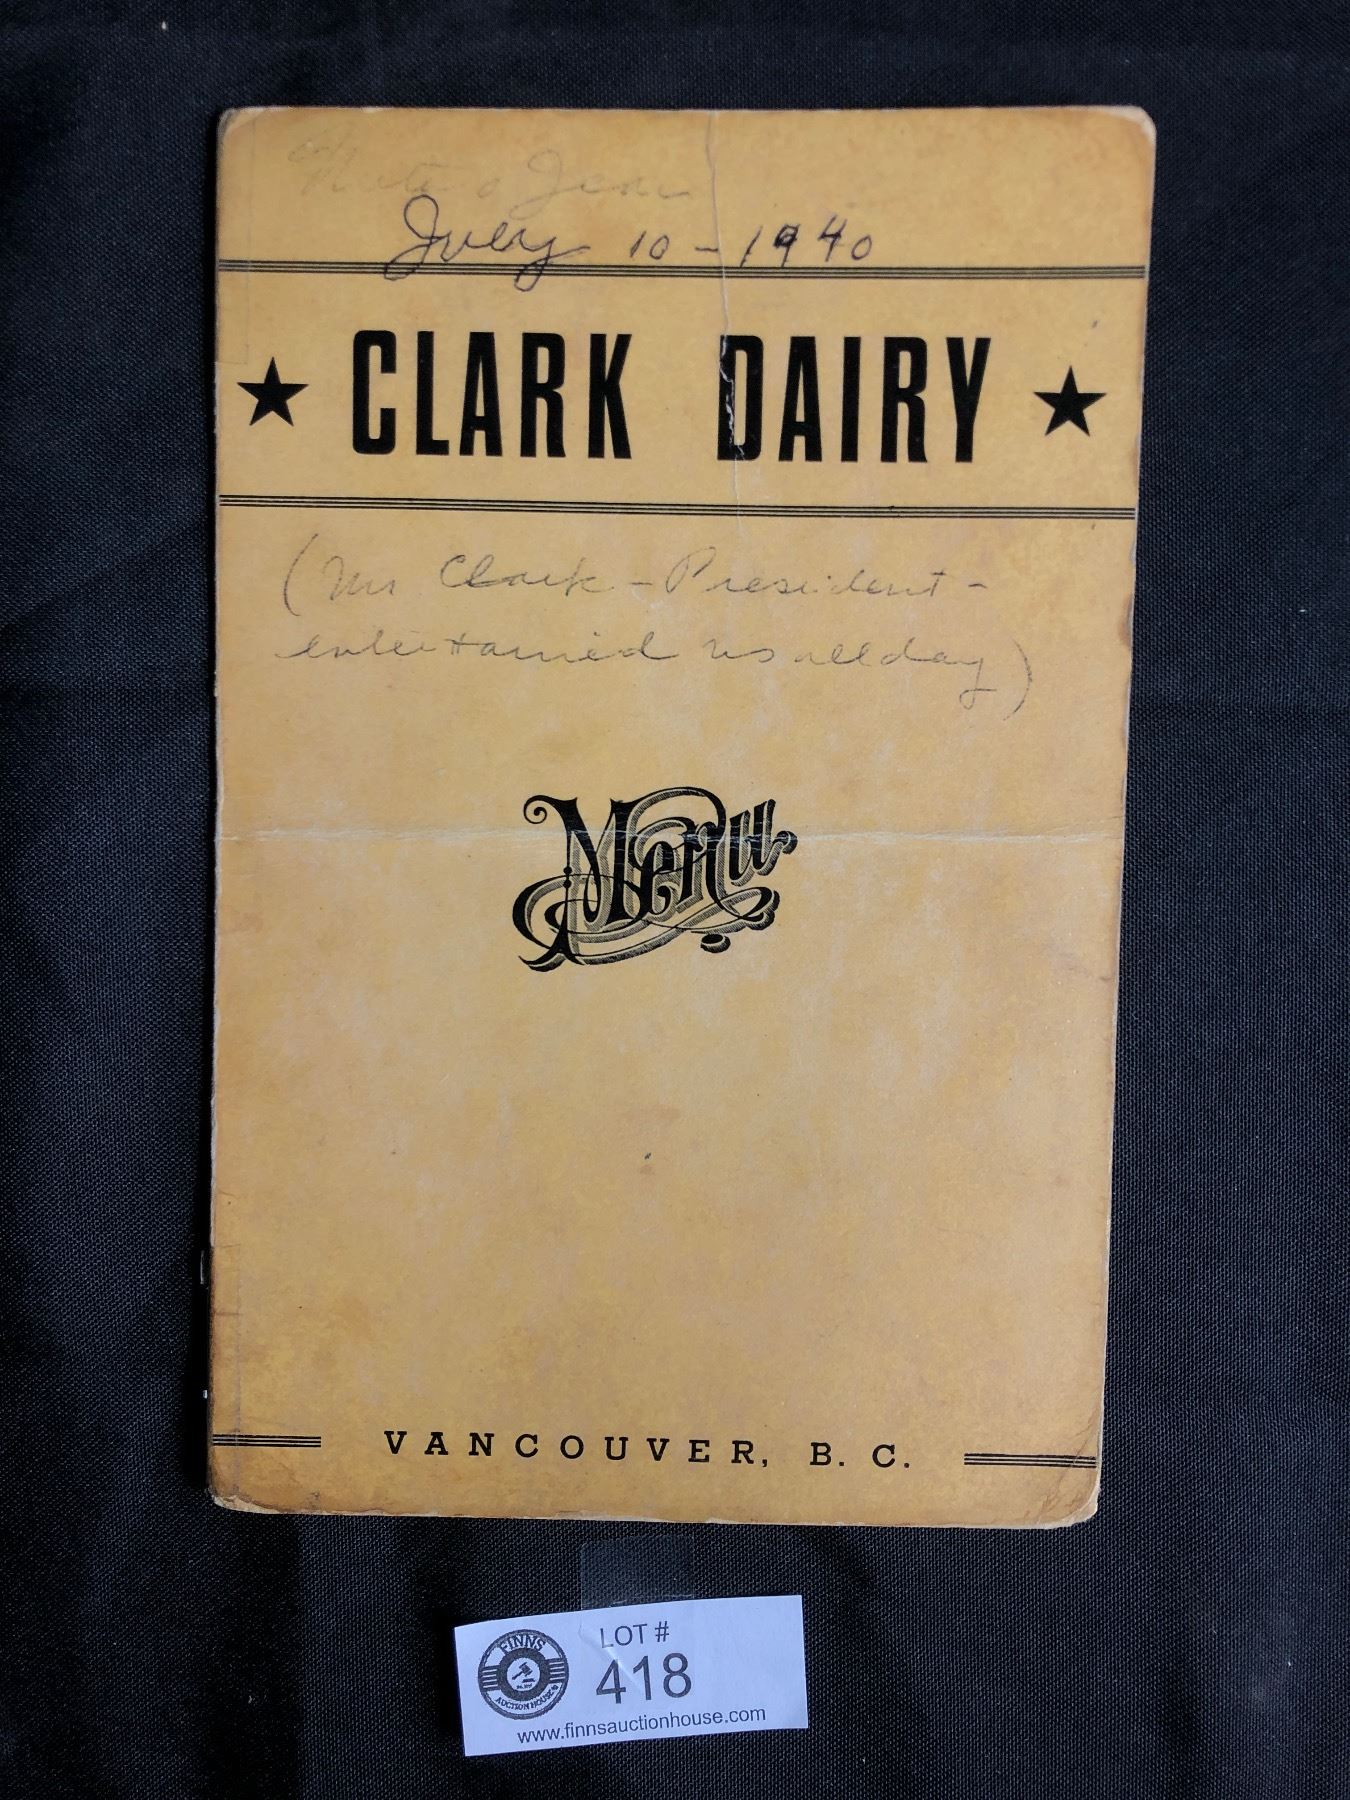 July 10 - 1940
★ CLARK DAIRY ★
(Mr Clark - President -
entertained us all day)
Menu
VANCOUVER, B. C.
LOT #
418
FINNS
AUCTION HOUSE
www.finnsauctionhouse.com